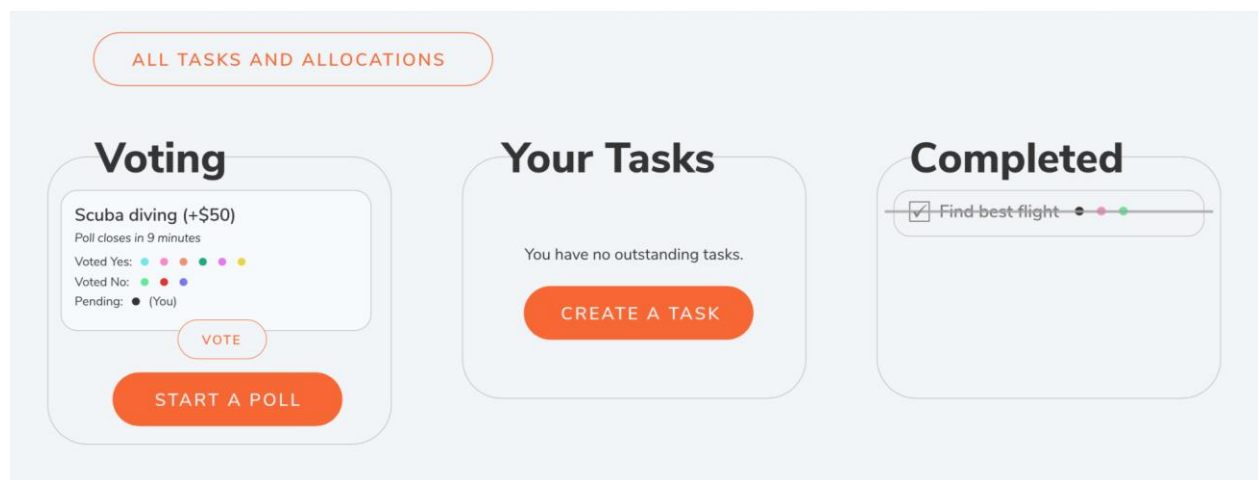 ALL TASKS AND ALLOCATIONS
Voting
Scuba diving (+$50)
Poll closes in 9 minutes
Voted Yes:
Voted No:
Pending: (You)
VOTE
START A POLL
Your Tasks
You have no outstanding tasks.
CREATE A TASK
Completed
Find best flight